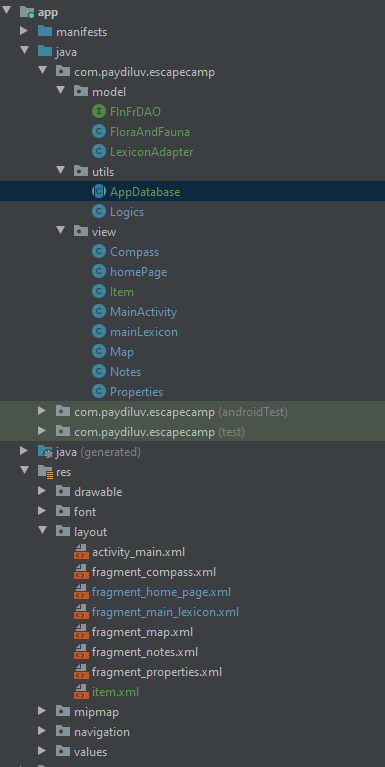 app
manifests
java
com.paydiluv.escapecamp
model
FlnFrDAO
FloraAndFauna
LexiconAdapter
utils
AppDatabase
Logics
view
Compass
homePage
Item
MainActivity
mainLexicon
Map
Notes
Properties
com.paydiluv.escapecamp (androidTest)
com.paydiluv.escapecamp (test)
java (generated)
res
drawable
font
layout
activity_main.xml
fragment_compass.xml
fragment_home_page.xml
fragment_main_lexicon.xml
fragment_map.xml
fragment_notes.xml
fragment_properties.xml
item.xml
mipmap
navigation
values